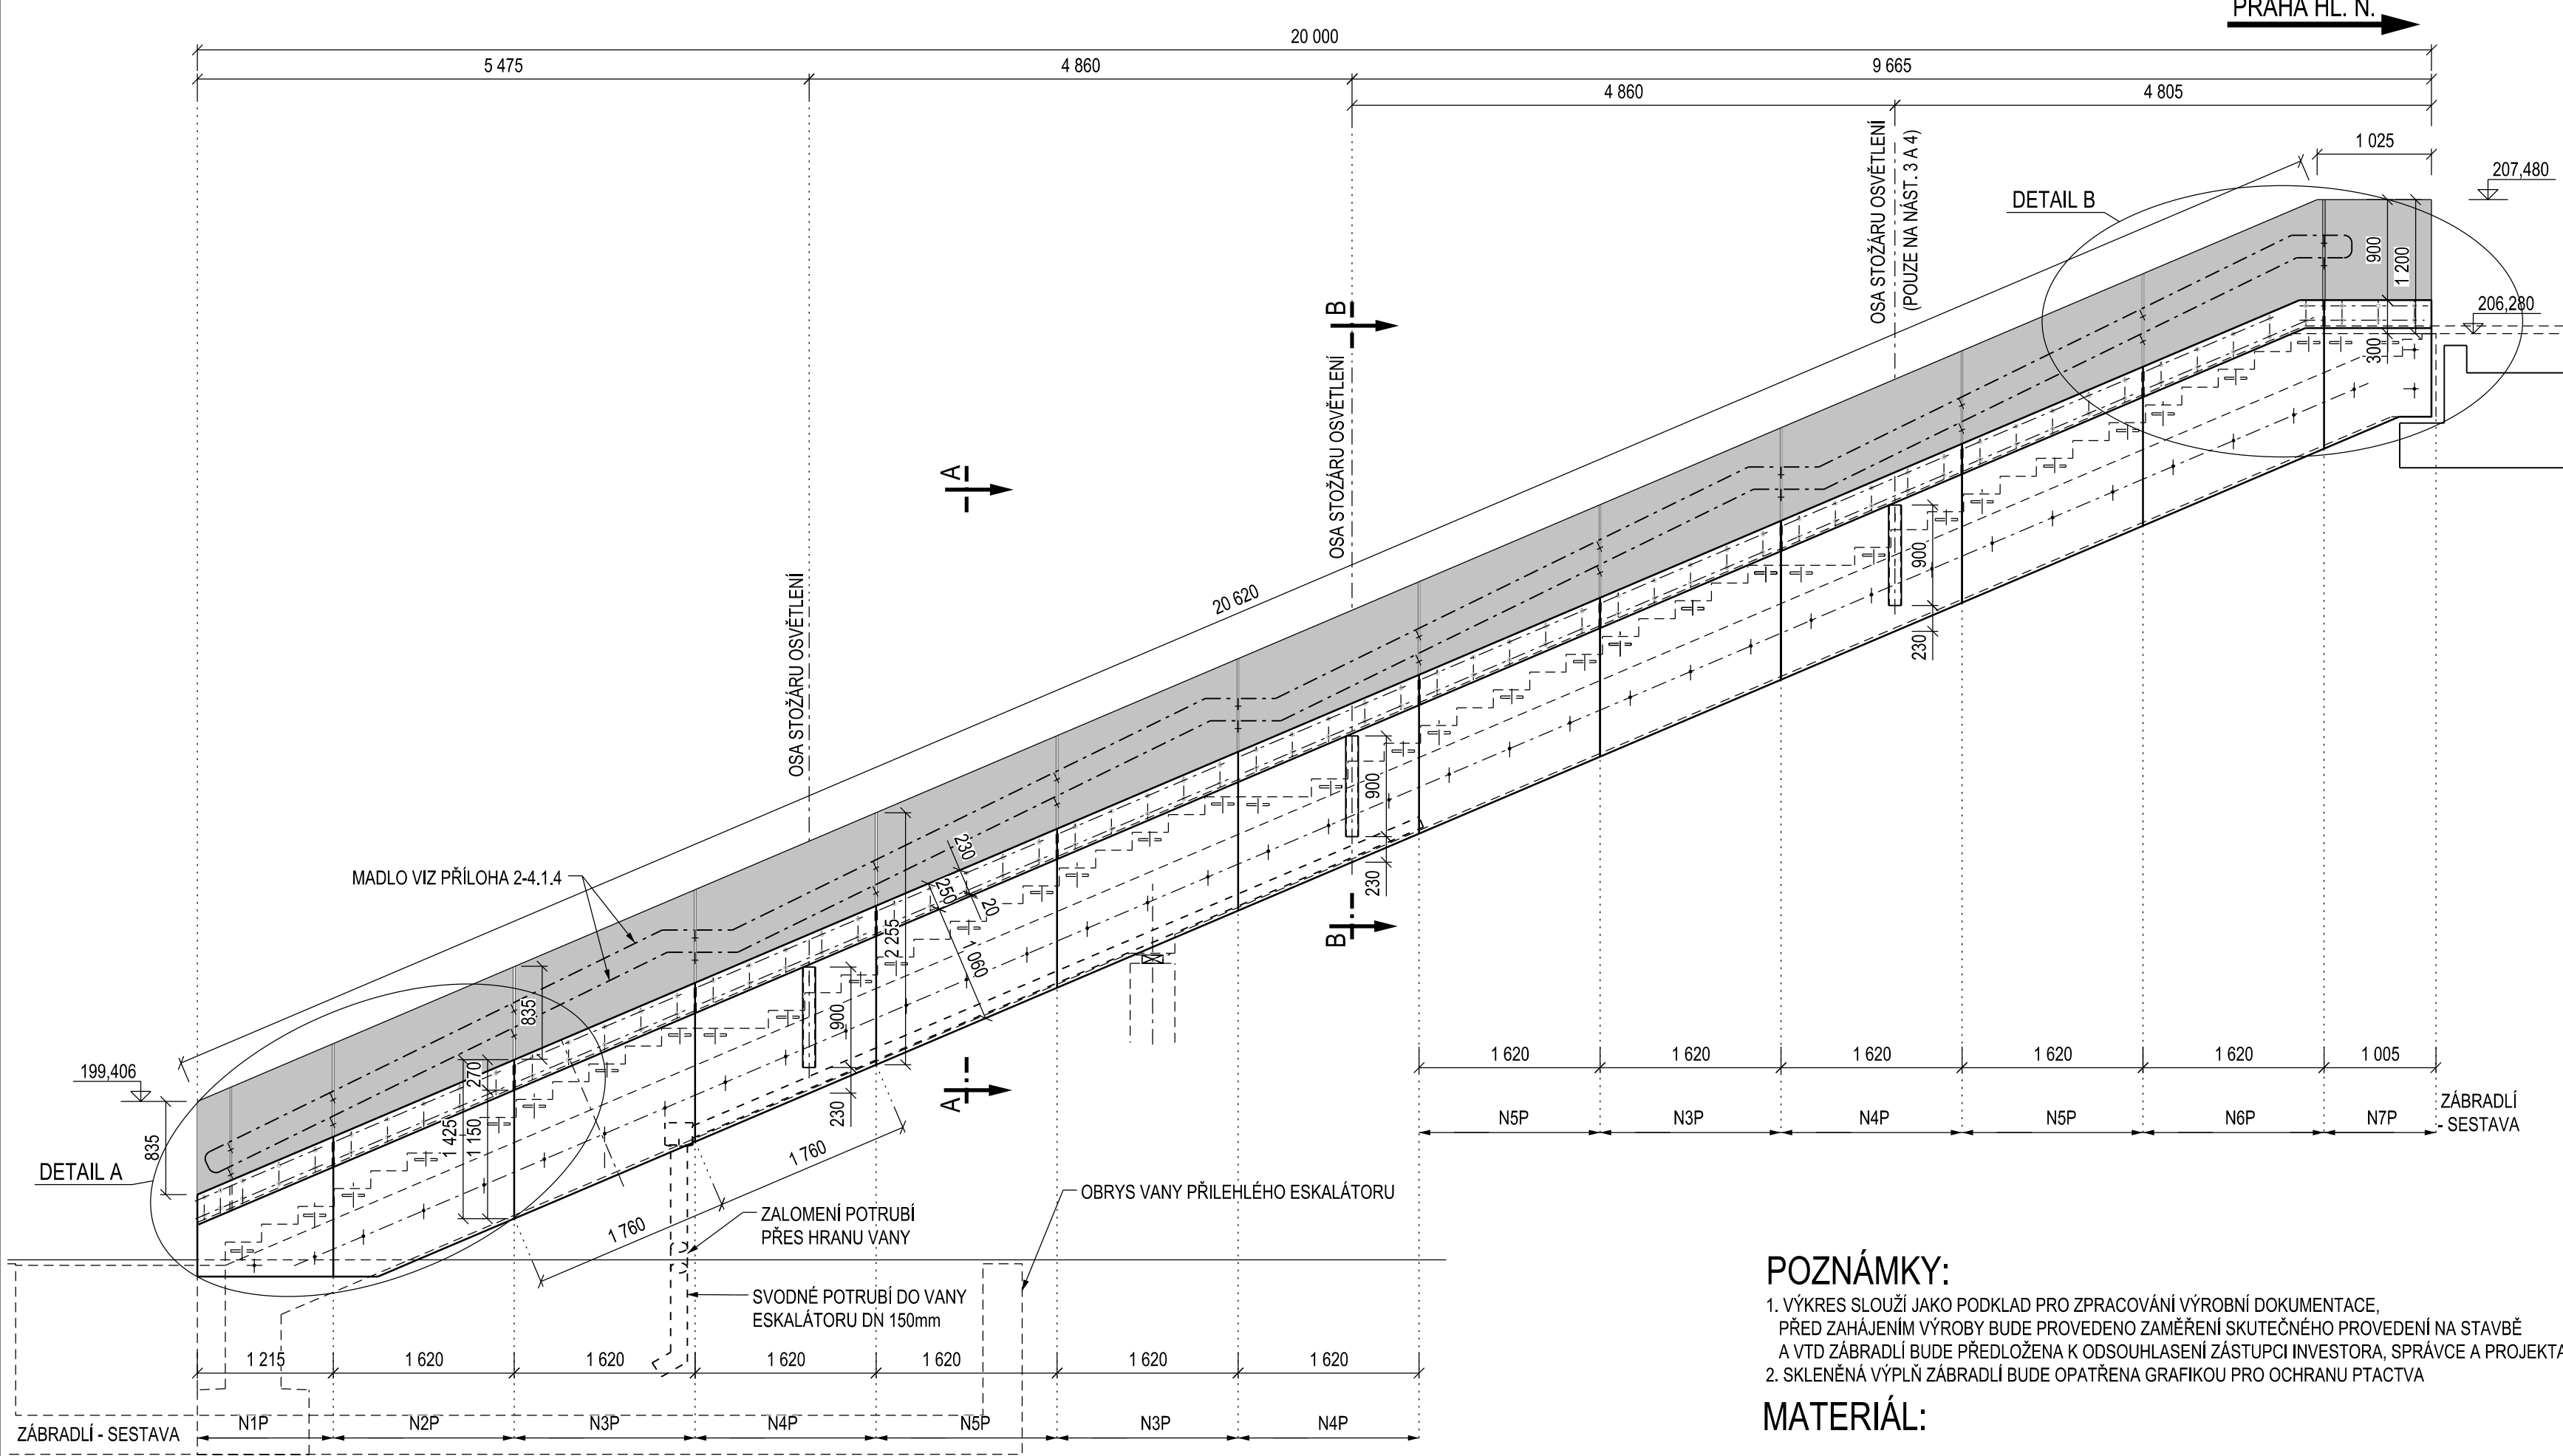 PRAHA HL. N.
20 000
5 475
4 860
9 665
4 860
4 805
1 025
207,480
DETAIL B
OSA STOŽÁRU OSVĚTLENÍ
(POUZE NA NÁST. 3 A 4)
900
1 200
206,280
300
B
OSA STOŽÁRU OSVĚTLENÍ
A
900
230
20 620
OSA STOŽÁRU OSVĚTLENÍ
900
230
MADLO VIZ PŘÍLOHA 2-4.1.4
230
250
20
2 255
B
835
900
230
A
199,406
835
270
1 425
1 150
DETAIL A
1 760
1 760
1 620
1 620
1 620
1 620
1 620
1 005
N5P
N3P
N4P
N5P
N6P
N7P
ZÁBRADLÍ
- SESTAVA
OBRYS VANY PŘILEHLÉHO ESKALÁTORU
ZALOMENÍ POTRUBÍ
PŘES HRANU VANY
SVODNÉ POTRUBÍ DO VANY
ESKALÁTORU DN 150mm
1 215
1 620
1 620
1 620
1 620
1 620
1 620
ZÁBRADLÍ - SESTAVA
N1P
N2P
N3P
N4P
N5P
N3P
N4P
POZNÁMKY:
1. VÝKRES SLOUŽÍ JAKO PODKLAD PRO ZPRACOVÁNÍ VÝROBNÍ DOKUMENTACE,
PŘED ZAHÁJENÍM VÝROBY BUDE PROVEDENO ZAMĚŘENÍ SKUTEČNÉHO PROVEDENÍ NA STAVBĚ
A VTD ZÁBRADLÍ BUDE PŘEDLOŽENA K ODSOUHLASENÍ ZÁSTUPCI INVESTORA, SPRÁVCE A PROJEKTA
2. SKLENĚNÁ VÝPLŇ ZÁBRADLÍ BUDE OPATŘENA GRAFIKOU PRO OCHRANU PTACTVA
MATERIÁL: